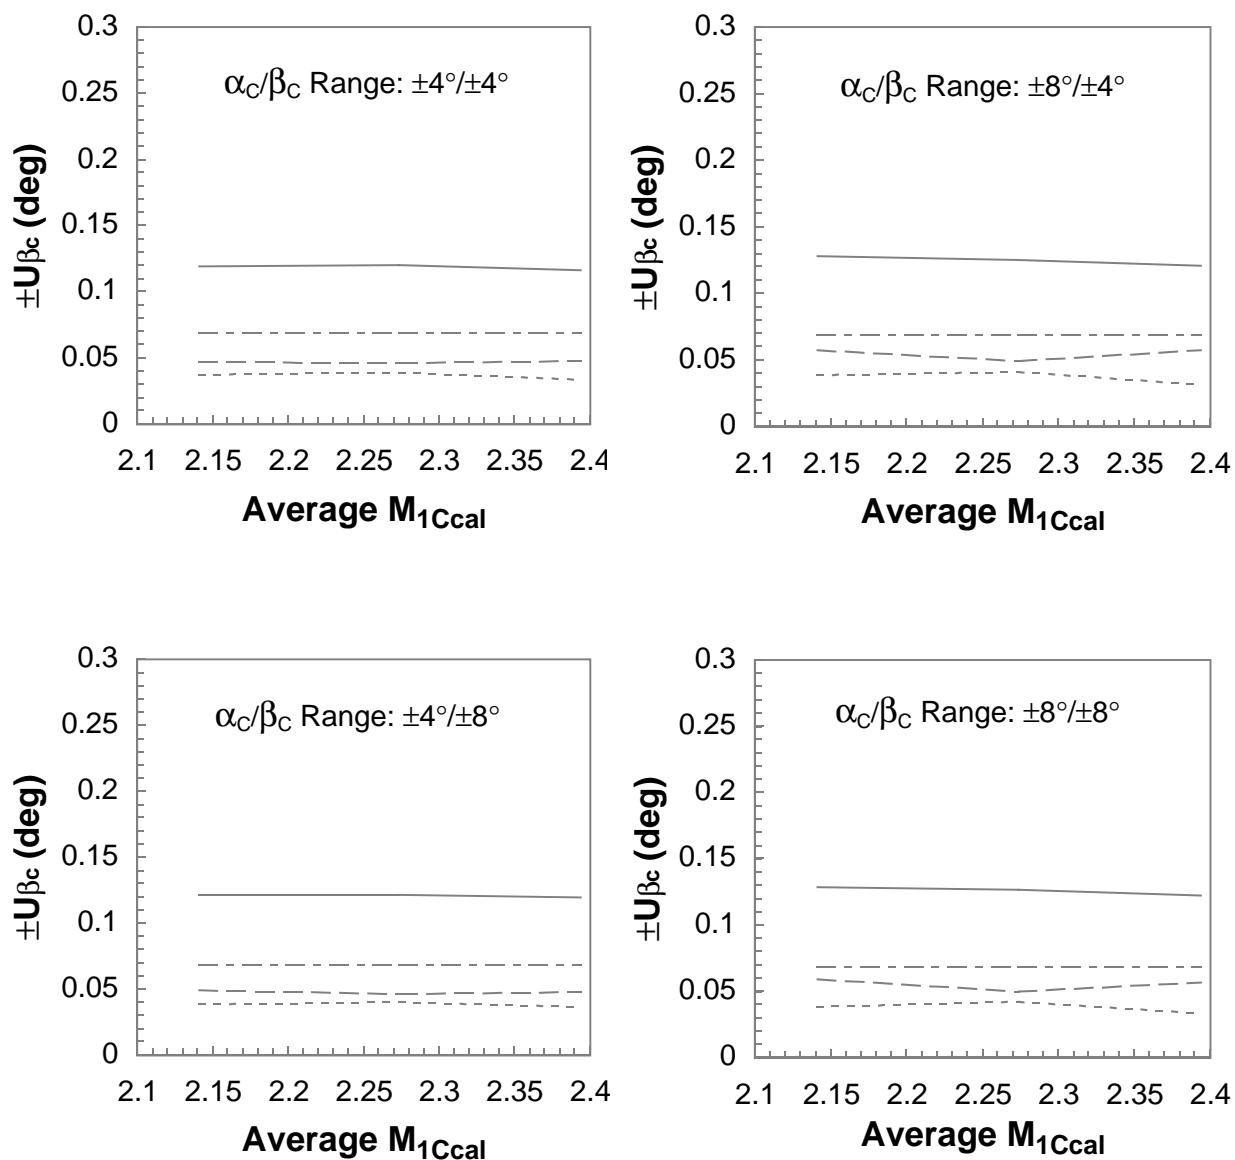 0.3
0.25
0.2
0.15
0.1
0.05
0
±Uβc (deg)
αC/βC Range: ±4°/±4°
2.1 2.15 2.2 2.25 2.3 2.35 2.4
Average M1Ccal
0.3
0.25
0.2
0.15
0.1
0.05
0
±Uβc (deg)
αC/βC Range: ±8°/±4°
2.1 2.15 2.2 2.25 2.3 2.35 2.4
Average M1Ccal
0.3
0.25
0.2
0.15
0.1
0.05
0
±Uβc (deg)
αC/βC Range: ±4°/±8°
2.1 2.15 2.2 2.25 2.3 2.35 2.4
Average M1Ccal
0.3
0.25
0.2
0.15
0.1
0.05
0
±Uβc (deg)
αC/βC Range: ±8°/±8°
2.1 2.15 2.2 2.25 2.3 2.35 2.4
Average M1Ccal